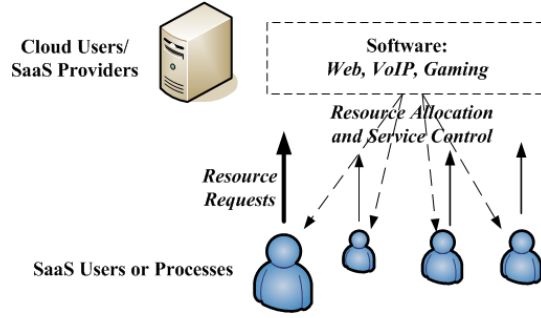 Cloud Users/
SaaS Providers
Software:
Web, VoIP, Gaming
Resource Allocation
and Service Control
Resource
Requests
SaaS Users or Processes